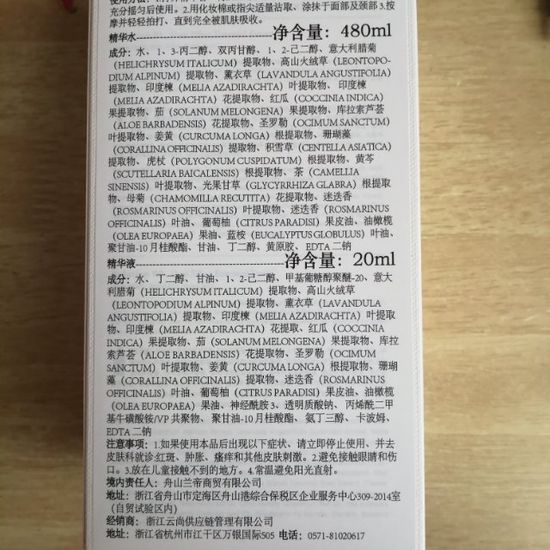 充分摇匀后使用。2.用化妆棉或指尖适量沾取、涂抹于面部及颈部3.按
摩并轻轻拍打、直到完全被肌肤吸收。
精华水--------------------净含量：480ml
成分：水、1、3-丙二醇、双丙甘醇、1、2-己二醇、意大利腊菊
（HELICHRYSUM ITALICUM）提取物、高山火绒草（LEONTOPO-
DIUM ALPINUM）提取物、薰衣草（LAVANDULA ANGUSTIFOLIA）
提取物、印度楝（MELIA AZADIRACHTA）叶提取物、印度楝
（MELIA AZADIRACHTA）花提取物、红瓜（COCCINIA INDICA）
果提取物、茄（SOLANUM MELONGENA）果提取物、库拉索芦荟
（ALOE BARBADENSIS）花提取物、圣罗勒（OCIMUM SANCTUM）
叶提取物、姜黄（CURCUMA LONGA）根提取物、珊瑚藻
（CORALLINA OFFICINALIS）提取物、积雪草（CENTELLA ASIATICA）
提取物、虎杖（POLYGONUM CUSPIDATUM）根提取物、黄芩
（SCUTELLARIA BAICALENSIS）根提取物、茶（CAMELLIA
SINENSIS）叶提取物、光果甘草（GLYCYRRHIZA GLABRA）根提取
物、母菊（CHAMOMILLA RECUTITA）花提取物、迷迭香
（ROSMARINUS OFFICINALIS）叶提取物、迷迭香（ROSMARINUS
OFFICINALIS）叶油、葡萄柚（CITRUS PARADISI）果皮油、油橄榄
（OLEA EUROPAEA）果油、蓝桉（EUCALYPTUS GLOBULUS）叶油、
聚甘油-10月桂酸酯、甘油、丁二醇、黄原胶、EDTA 二钠
精华液--------------------净含量：20ml
成分：水、丁二醇、甘油、1、2-己二醇、甲基葡糖醇聚醚-20、意大
利腊菊（HELICHRYSUM ITALICUM）提取物、高山火绒草
（LEONTOPODIUM ALPINUM）提取物、薰衣草（LAVANDULA
ANGUSTIFOLIA）提取物、印度楝（MELIA AZADIRACHTA）叶提取
物、印度楝（MELIA AZADIRACHTA）花提取、红瓜（COCCINIA
INDICA）果提取物、茄（SOLANUM MELONGENA）果提取物、库拉
索芦荟（ALOE BARBADENSIS）花提取物、圣罗勒（OCIMUM
SANCTUM）叶提取物、姜黄（CURCUMA LONGA）根提取物、珊瑚
藻（CORALLINA OFFICINALIS）提取物、迷迭香（ROSMARINUS
OFFICINALIS）叶油、葡萄柚（CITRUS PARADISI）果皮油、油橄榄
（OLEA EUROPAEA）果油、神经酰胺3、透明质酸钠、丙烯酰二甲
基牛磺酸铵/VP 共聚物、聚甘油-10月桂酸酯、氨丁三醇、卡波姆、
EDTA 二钠
注意事项：1.如果使用本品后出现以下症状、请立即停止使用、并去
皮肤科就诊:红斑、肿胀、瘙痒和其他皮肤刺激。2.避免接触眼睛和伤
口。3.放在儿童接触不到的地方。4.常温避免阳光直射。
境内责任人：舟山兰帝商贸有限公司
地址：浙江省舟山市定海区舟山港综合保税区企业服务中心309-2014室
（自贸试验区内）
经销商：浙江云尚供应链管理有限公司
地址：浙江省杭州市江干区万银国际505 电话：0571-81020617